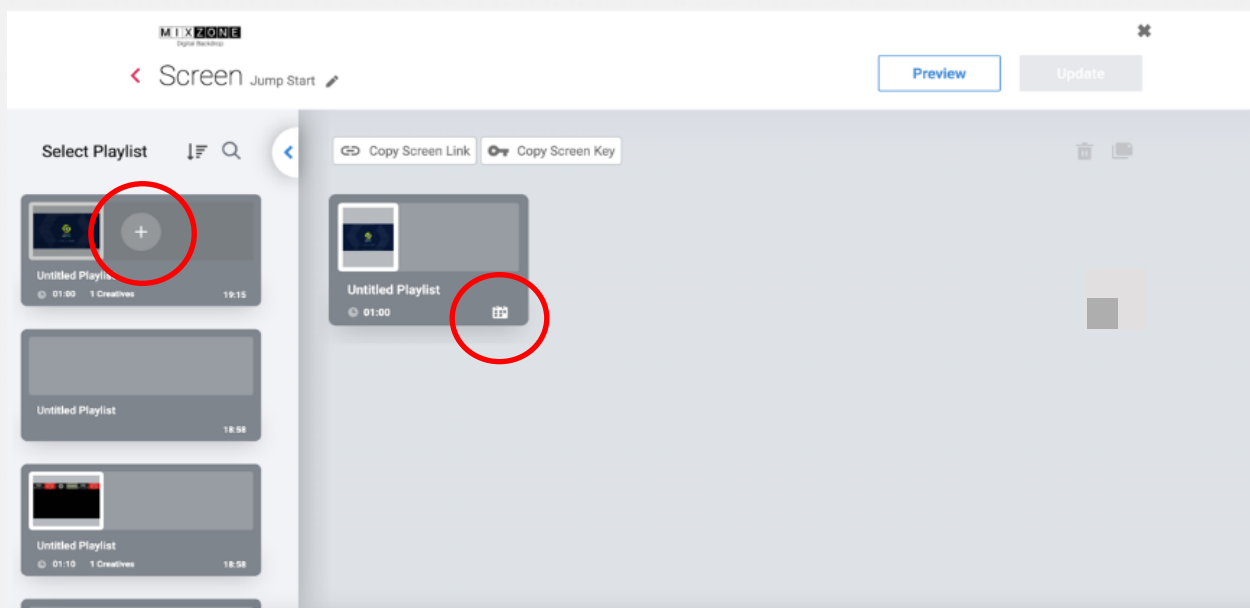 MIXZONE
Digital Backdrop
Screen Jump Start
Preview
Update
Select Playlist
Copy Screen Link
Copy Screen Key
Untitled Playlist
01:00 1 Creatives 19:15
Untitled Playlist
18:58
Untitled Playlist
01:10 1 Creatives 18:58
Untitled Playlist
01:00